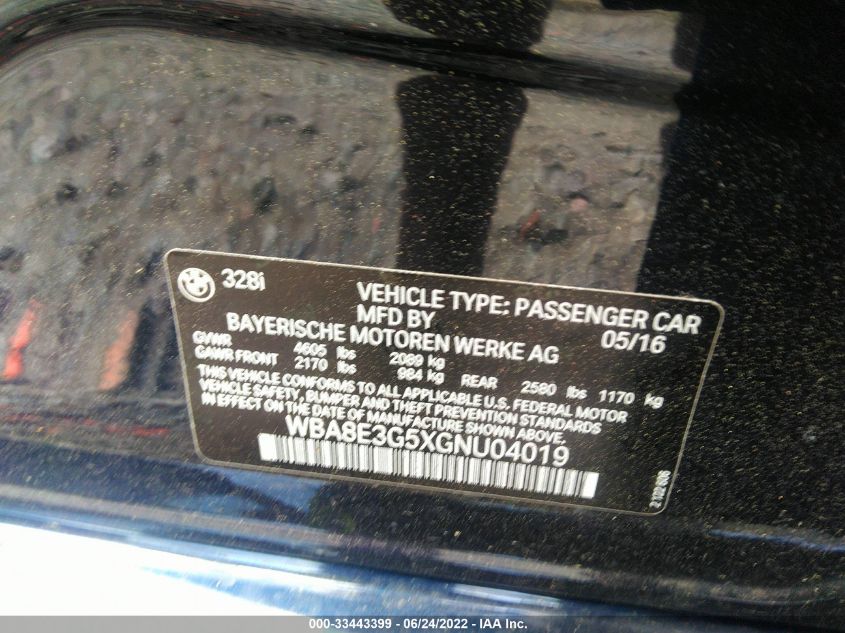 328i
VEHICLE TYPE: PASSENGER CAR
MFD BY 05/16
BAYERISCHE MOTOREN WERKE AG
GVWR 4605 lbs 2089 kg
GAWR FRONT 2170 lbs 984 kg REAR 2580 lbs 1170 kg
THIS VEHICLE CONFORMS TO ALL APPLICABLE U.S. FEDERAL MOTOR
VEHICLE SAFETY, BUMPER AND THEFT PREVENTION STANDARDS
IN EFFECT ON THE DATE OF MANUFACTURE SHOWN ABOVE.
WBA8E3G5XGNU04019
000-33443399 - 06/24/2022 - IAAI.COM